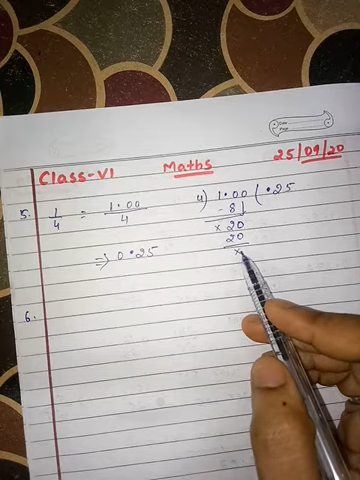 Date
Page
Class-VI Maths 25/09/20
5. 1/4 = 1.00/4 4) 1.00 ( .25
- 8↓
× 20
20
×
=> 0.25
6.